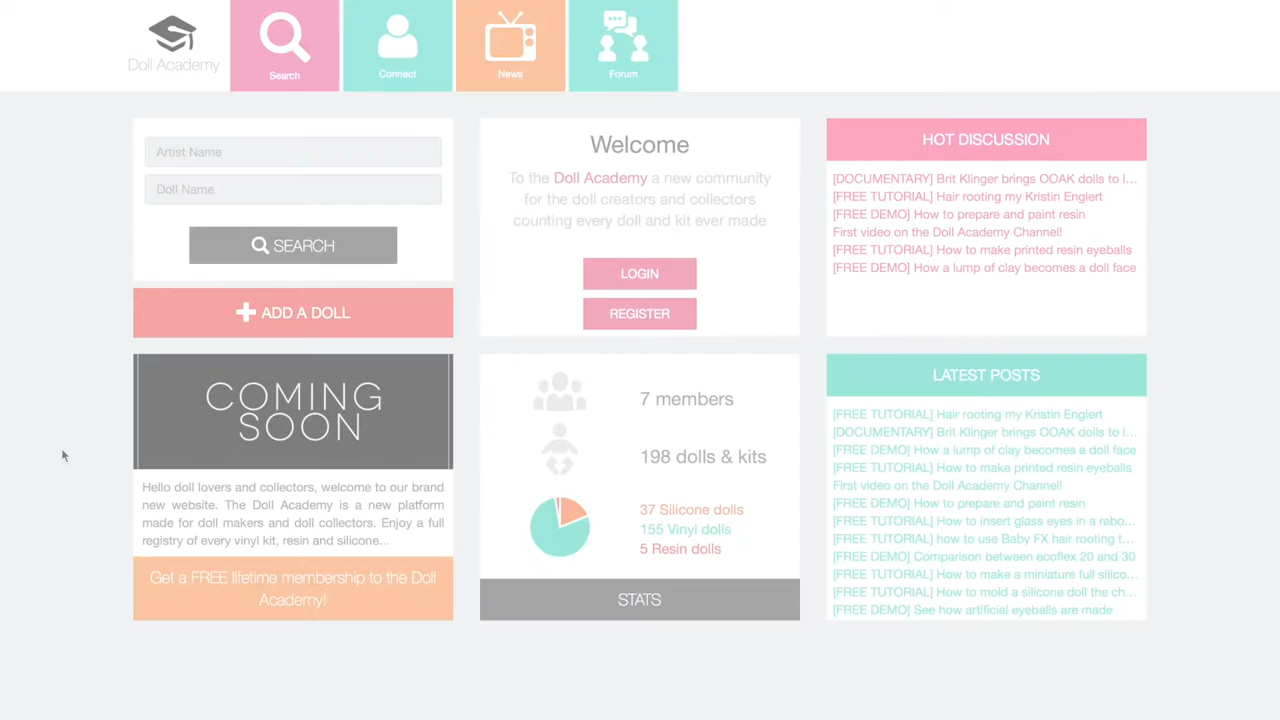 Doll Academy
Search
Connect
News
Forum
Artist Name
Doll Name
SEARCH
ADD A DOLL
COMING
SOON
Hello doll lovers and collectors, welcome to our brand
new website. The Doll Academy is a new platform
made for doll makers and doll collectors. Enjoy a full
registry of every vinyl kit, resin and silicone...
Get a FREE lifetime membership to the Doll
Academy!
Welcome
To the Doll Academy a new community
for the doll creators and collectors
counting every doll and kit ever made
LOGIN
REGISTER
7 members
198 dolls & kits
37 Silicone dolls
155 Vinyl dolls
5 Resin dolls
STATS
HOT DISCUSSION
[DOCUMENTARY] Brit Klinger brings OOAK dolls to l...
[FREE TUTORIAL] Hair rooting my Kristin Englert
[FREE DEMO] How to prepare and paint resin
First video on the Doll Academy Channel!
[FREE TUTORIAL] How to make printed resin eyeballs
[FREE DEMO] How a lump of clay becomes a doll face
LATEST POSTS
[FREE TUTORIAL] Hair rooting my Kristin Englert
[DOCUMENTARY] Brit Klinger brings OOAK dolls to l...
[FREE DEMO] How a lump of clay becomes a doll face
[FREE TUTORIAL] How to make printed resin eyeballs
First video on the Doll Academy Channel!
[FREE DEMO] How to prepare and paint resin
[FREE TUTORIAL] How to insert glass eyes in a rebo...
[FREE TUTORIAL] how to use Baby FX hair rooting t...
[FREE DEMO] Comparison between ecoflex 20 and 30
[FREE TUTORIAL] How to make a miniature full silico...
[FREE TUTORIAL] How to mold a silicone doll the ch...
[FREE DEMO] See how artificial eyeballs are made